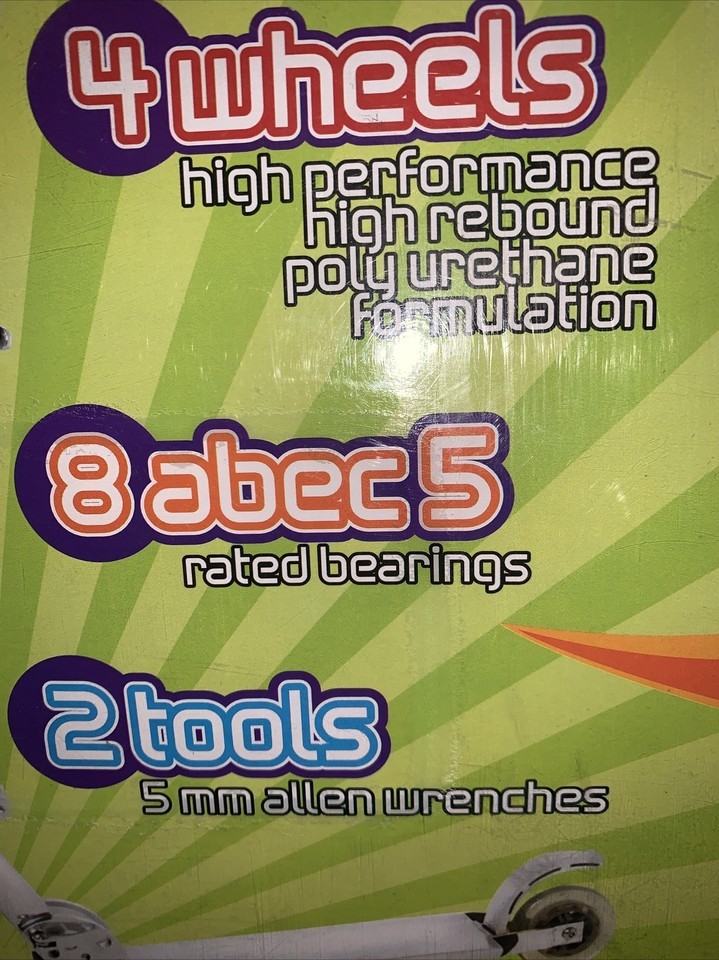 4 wheels
high performance
high rebound
poly urethane
formulation
8 abec 5
rated bearings
2 tools
5 mm allen wrenches